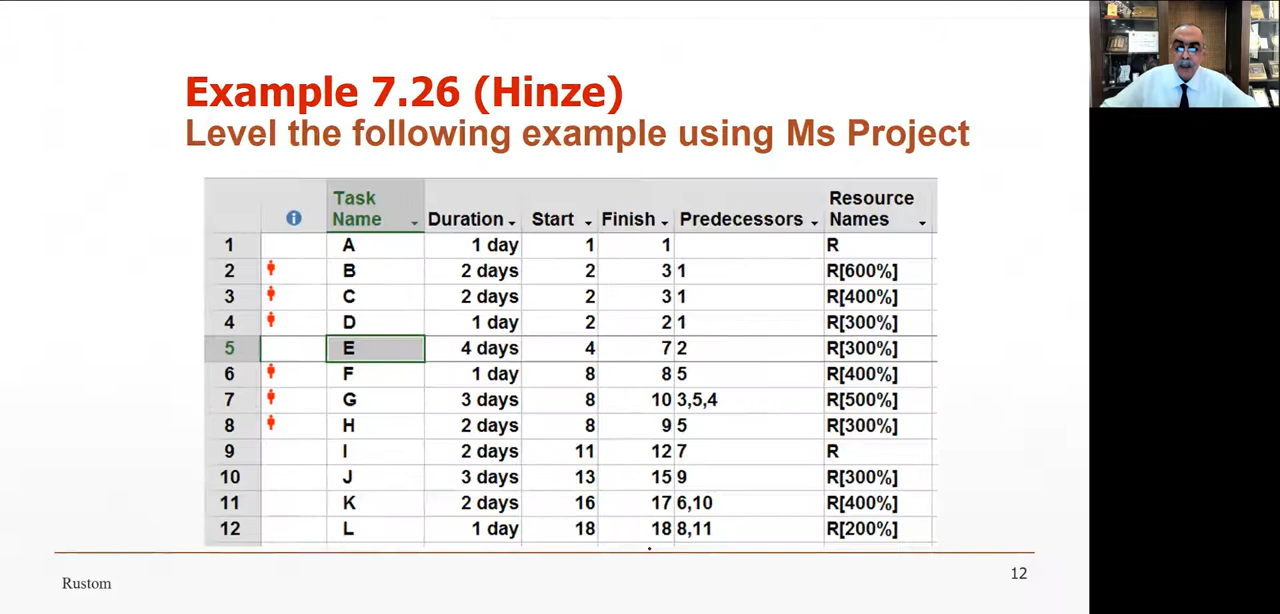 Example 7.26 (Hinze)
Level the following example using Ms Project
Task Name Duration Start Finish Predecessors Resource Names
1 A 1 day 1 1 R
2 B 2 days 2 3 1 R[600%]
3 C 2 days 2 3 1 R[400%]
4 D 1 day 2 2 1 R[300%]
5 E 4 days 4 7 2 R[300%]
6 F 1 day 8 8 5 R[400%]
7 G 3 days 8 10 3,5,4 R[500%]
8 H 2 days 8 9 5 R[300%]
9 I 2 days 11 12 7 R
10 J 3 days 13 15 9 R[300%]
11 K 2 days 16 17 6,10 R[400%]
12 L 1 day 18 18 8,11 R[200%]
Rustom
12